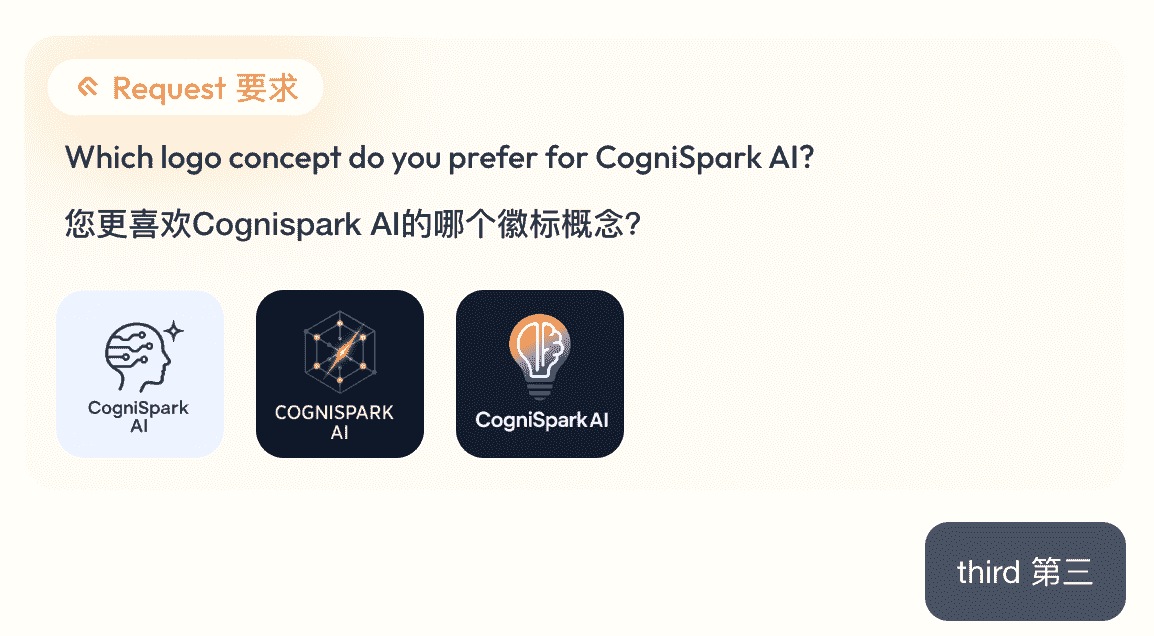 Request 要求
Which logo concept do you prefer for CogniSpark AI?
您更喜欢Cognispark AI的哪个徽标概念?
CogniSpark
AI
COGNISPARK
AI
CogniSpark AI
third 第三